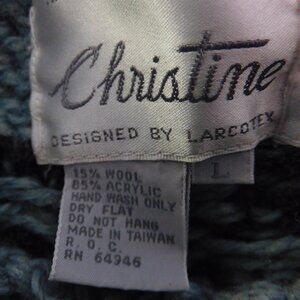 Christine
DESIGNED BY LARCOTEX
L
15% WOOL
85% ACRYLIC
HAND WASH ONLY
DRY FLAT
DO NOT HANG
MADE IN TAIWAN
R. O. C.
RN 64946